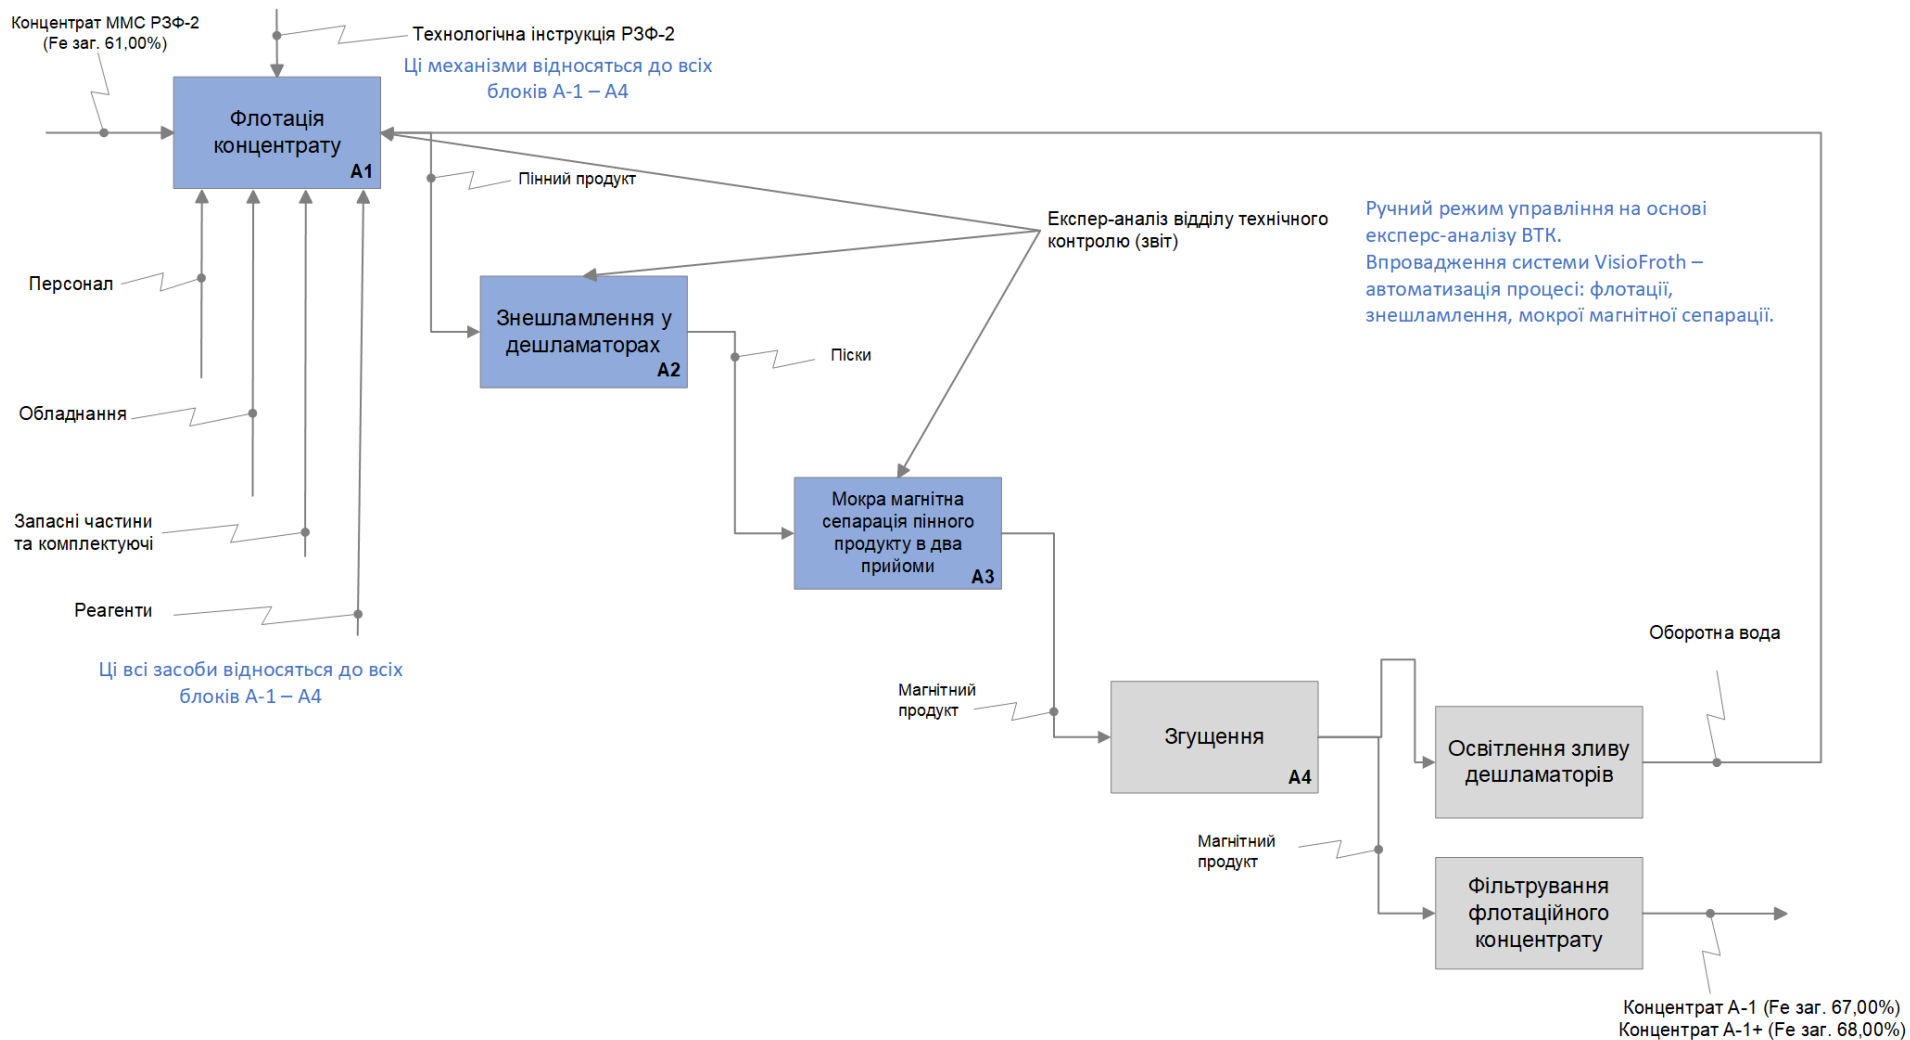 Концентрат ММС РЗФ-2
(Fe заг. 61,00%)
Технологічна інструкція РЗФ-2
Ці механізми відносяться до всіх
блоків А-1 – А4
Флотація
концентрату
A1
Пінний продукт
Експер-аналіз відділу технічного
контролю (звіт)
Ручний режим управління на основі
експерс-аналізу ВТК.
Впровадження системи VisioFroth –
автоматизація процесі: флотації,
знешламлення, мокрої магнітної сепарації.
Персонал
Знешламлення у
дешламаторах
A2
Піски
Обладнання
Запасні частини
та комплектуючі
Мокра магнітна
сепарація пінного
продукту в два
прийоми
A3
Реагенти
Ці всі засоби відносяться до всіх
блоків А-1 – А4
Оборотна вода
Магнітний
продукт
Згущення
A4
Освітлення зливу
дешламаторів
Магнітний
продукт
Фільтрування
флотаційного
концентрату
Концентрат А-1 (Fe заг. 67,00%)
Концентрат А-1+ (Fe заг. 68,00%)